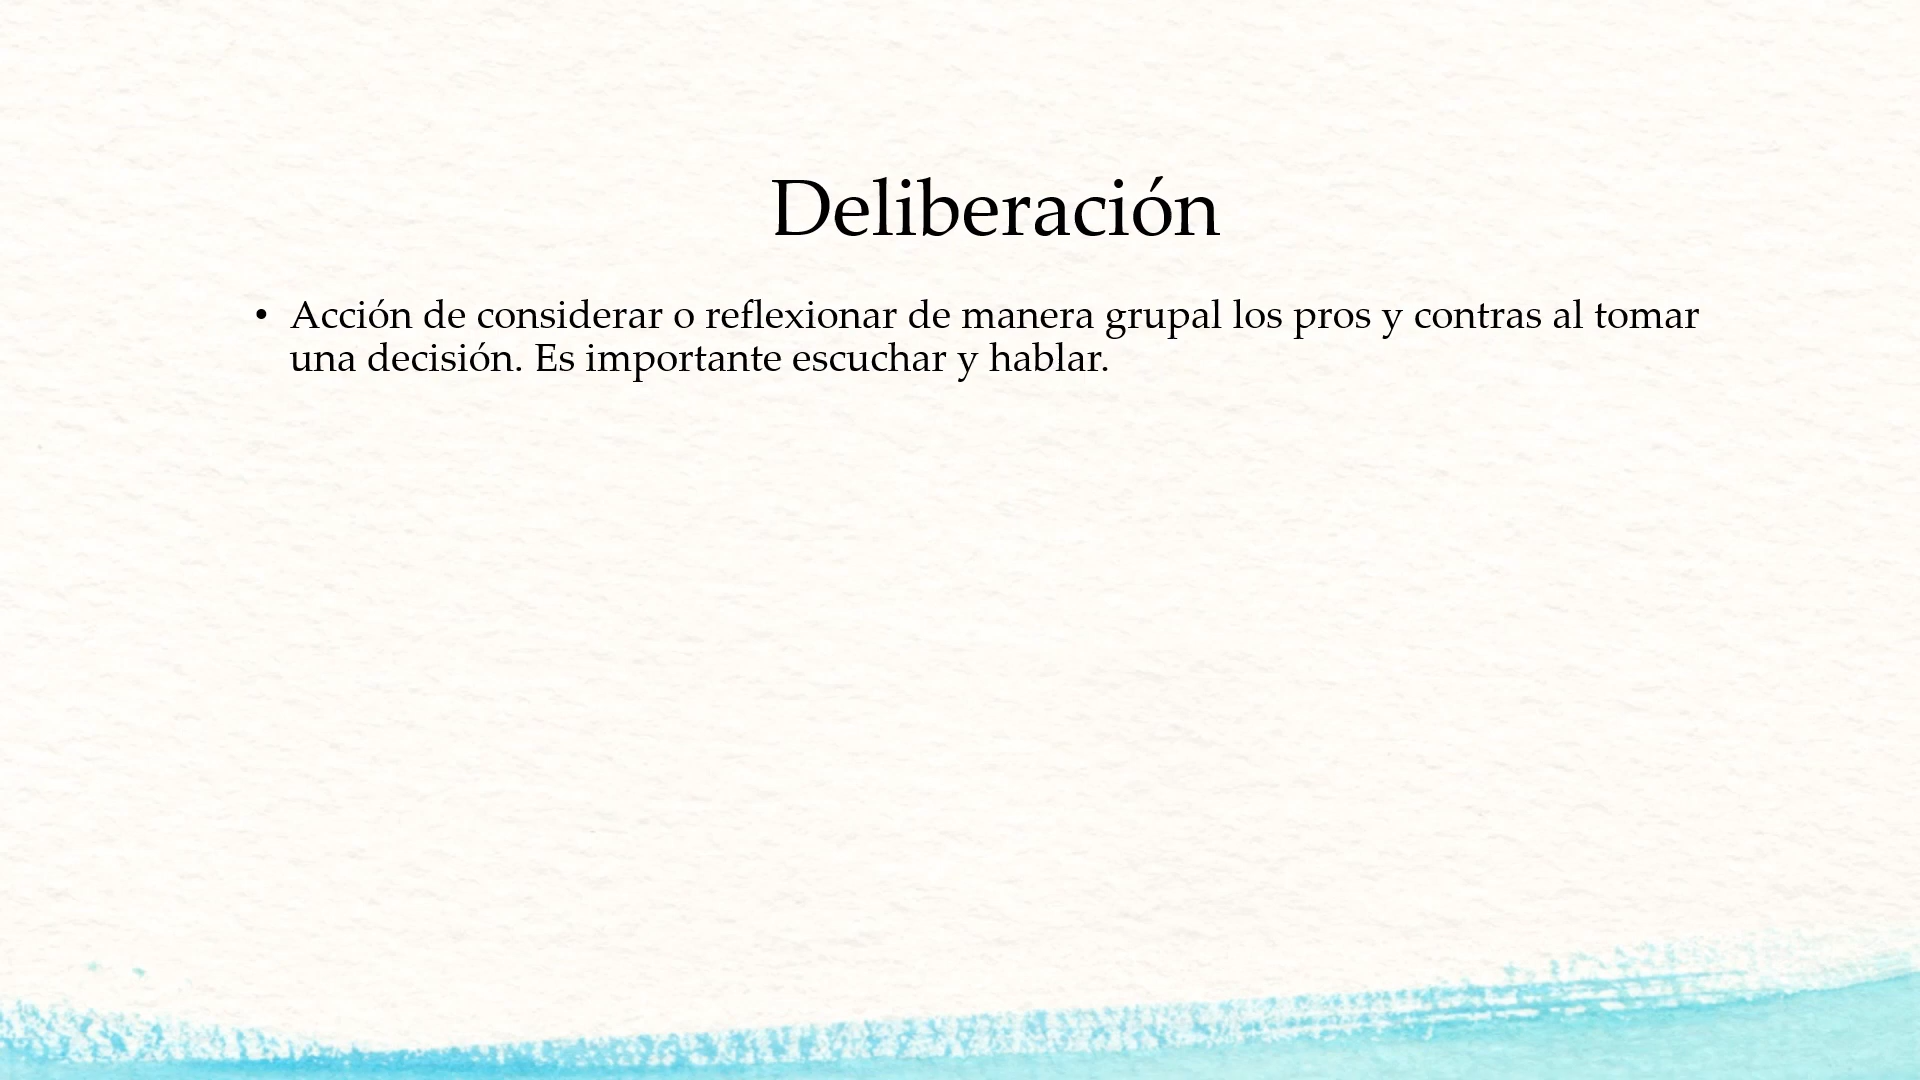 Deliberación
• Acción de considerar o reflexionar de manera grupal los pros y contras al tomar
una decisión. Es importante escuchar y hablar.